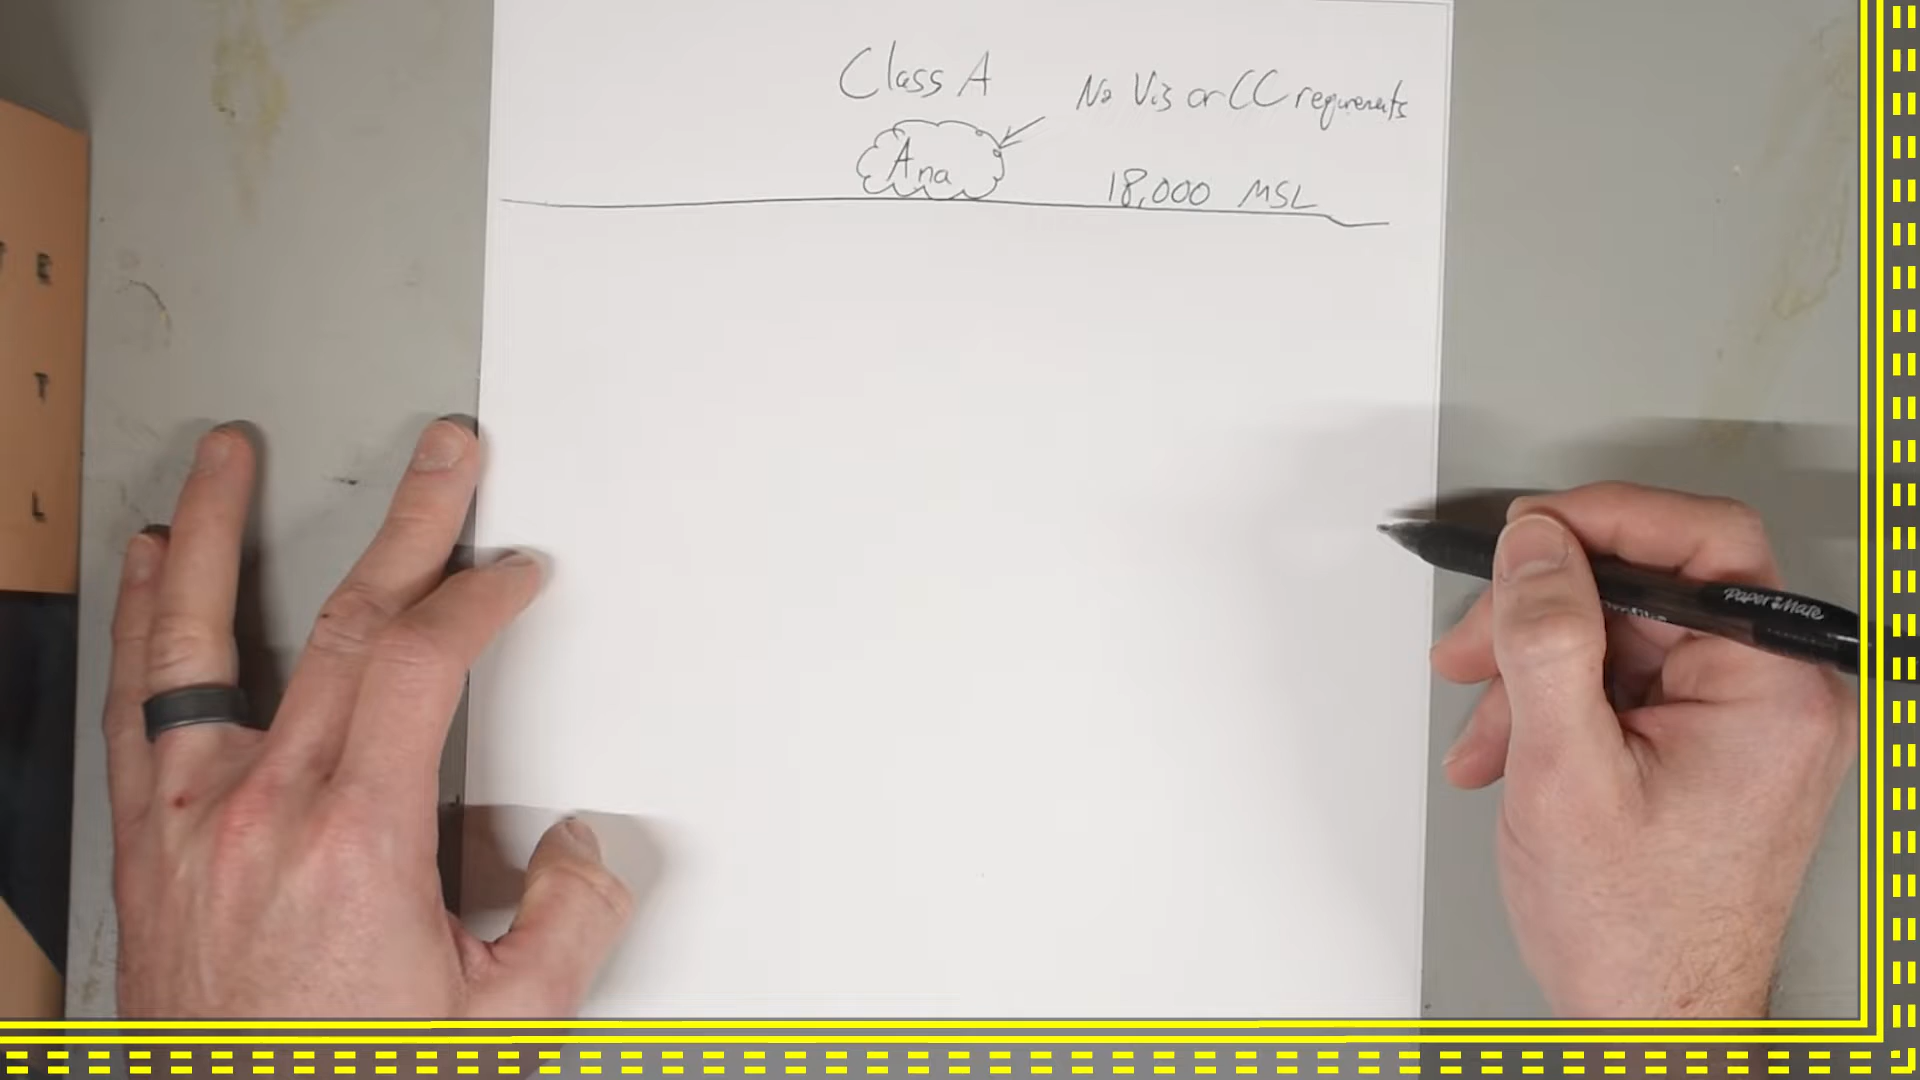 Class A
No Vis or CC requirements
Ana
18,000 MSL
E
T
L
Paper Mate